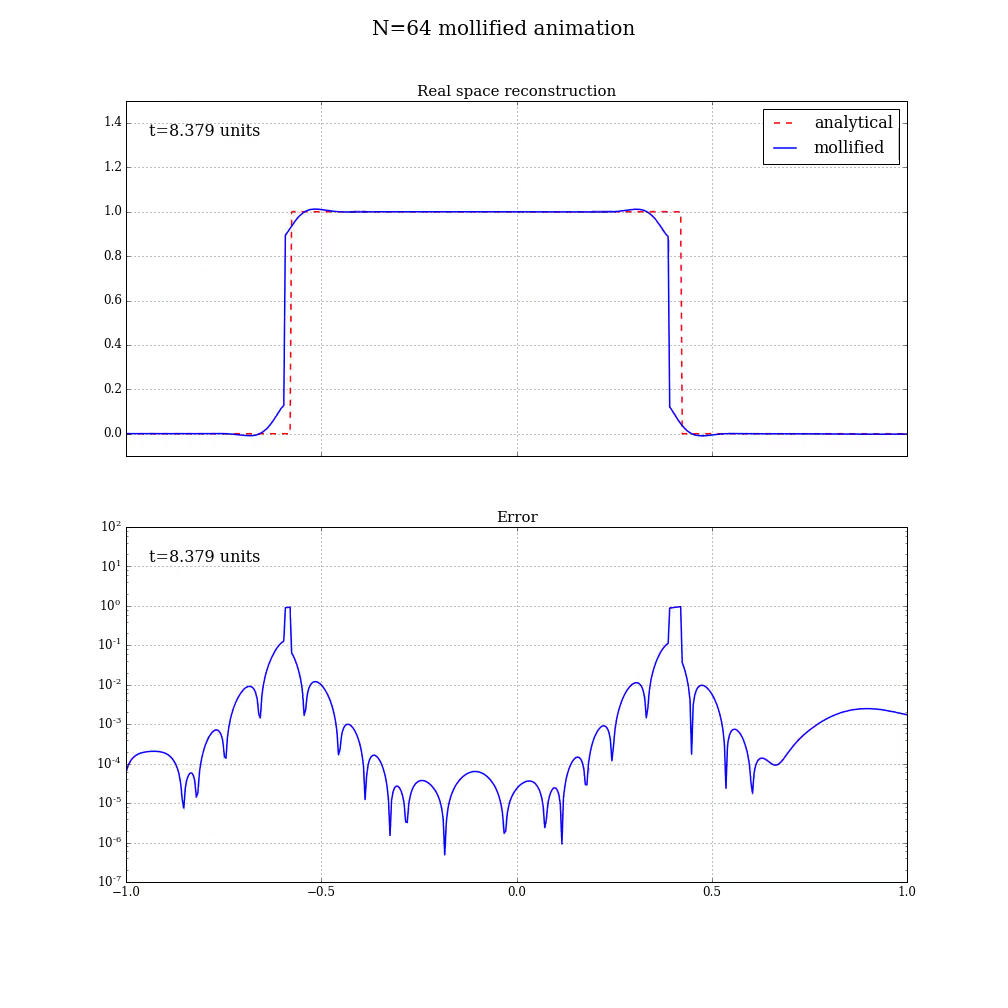 N=64 mollified animation
Real space reconstruction
t=8.379 units
analytical
mollified
1.4
1.2
1.0
0.8
0.6
0.4
0.2
0.0
Error
t=8.379 units
10²
10¹
10⁰
10⁻¹
10⁻²
10⁻³
10⁻⁴
10⁻⁵
10⁻⁶
10⁻⁷
−1.0 −0.5 0.0 0.5 1.0